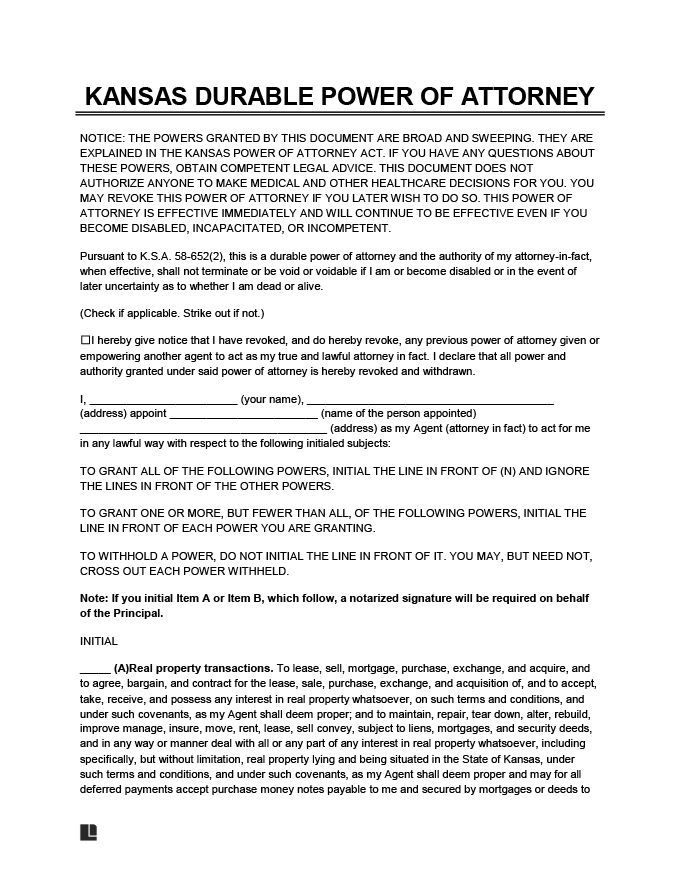 KANSAS DURABLE POWER OF ATTORNEY
NOTICE: THE POWERS GRANTED BY THIS DOCUMENT ARE BROAD AND SWEEPING. THEY ARE
EXPLAINED IN THE KANSAS POWER OF ATTORNEY ACT. IF YOU HAVE ANY QUESTIONS ABOUT
THESE POWERS, OBTAIN COMPETENT LEGAL ADVICE. THIS DOCUMENT DOES NOT
AUTHORIZE ANYONE TO MAKE MEDICAL AND OTHER HEALTHCARE DECISIONS FOR YOU. YOU
MAY REVOKE THIS POWER OF ATTORNEY IF YOU LATER WISH TO DO SO. THIS POWER OF
ATTORNEY IS EFFECTIVE IMMEDIATELY AND WILL CONTINUE TO BE EFFECTIVE EVEN IF YOU
BECOME DISABLED, INCAPACITATED, OR INCOMPETENT.
Pursuant to K.S.A. 58-652(2), this is a durable power of attorney and the authority of my attorney-in-fact,
when effective, shall not terminate or be void or voidable if I am or become disabled or in the event of
later uncertainty as to whether I am dead or alive.
(Check if applicable. Strike out if not.)
☐I hereby give notice that I have revoked, and do hereby revoke, any previous power of attorney given or
empowering another agent to act as my true and lawful attorney in fact. I declare that all power and
authority granted under said power of attorney is hereby revoked and withdrawn.
I, ________________________ (your name), ________________________________________
(address) appoint ________________________ (name of the person appointed)
________________________________________ (address) as my Agent (attorney in fact) to act for me
in any lawful way with respect to the following initialed subjects:
TO GRANT ALL OF THE FOLLOWING POWERS, INITIAL THE LINE IN FRONT OF (N) AND IGNORE
THE LINES IN FRONT OF THE OTHER POWERS.
TO GRANT ONE OR MORE, BUT FEWER THAN ALL, OF THE FOLLOWING POWERS, INITIAL THE
LINE IN FRONT OF EACH POWER YOU ARE GRANTING.
TO WITHHOLD A POWER, DO NOT INITIAL THE LINE IN FRONT OF IT. YOU MAY, BUT NEED NOT,
CROSS OUT EACH POWER WITHHELD.
Note: If you initial Item A or Item B, which follow, a notarized signature will be required on behalf
of the Principal.
INITIAL
_____ (A)Real property transactions. To lease, sell, mortgage, purchase, exchange, and acquire, and
to agree, bargain, and contract for the lease, sale, purchase, exchange, and acquisition of, and to accept,
take, receive, and possess any interest in real property whatsoever, on such terms and conditions, and
under such covenants, as my Agent shall deem proper; and to maintain, repair, tear down, alter, rebuild,
improve manage, insure, move, rent, lease, sell convey, subject to liens, mortgages, and security deeds,
and in any way or manner deal with all or any part of any interest in real property whatsoever, including
specifically, but without limitation, real property lying and being situated in the State of Kansas, under
such terms and conditions, and under such covenants, as my Agent shall deem proper and may for all
deferred payments accept purchase money notes payable to me and secured by mortgages or deeds to